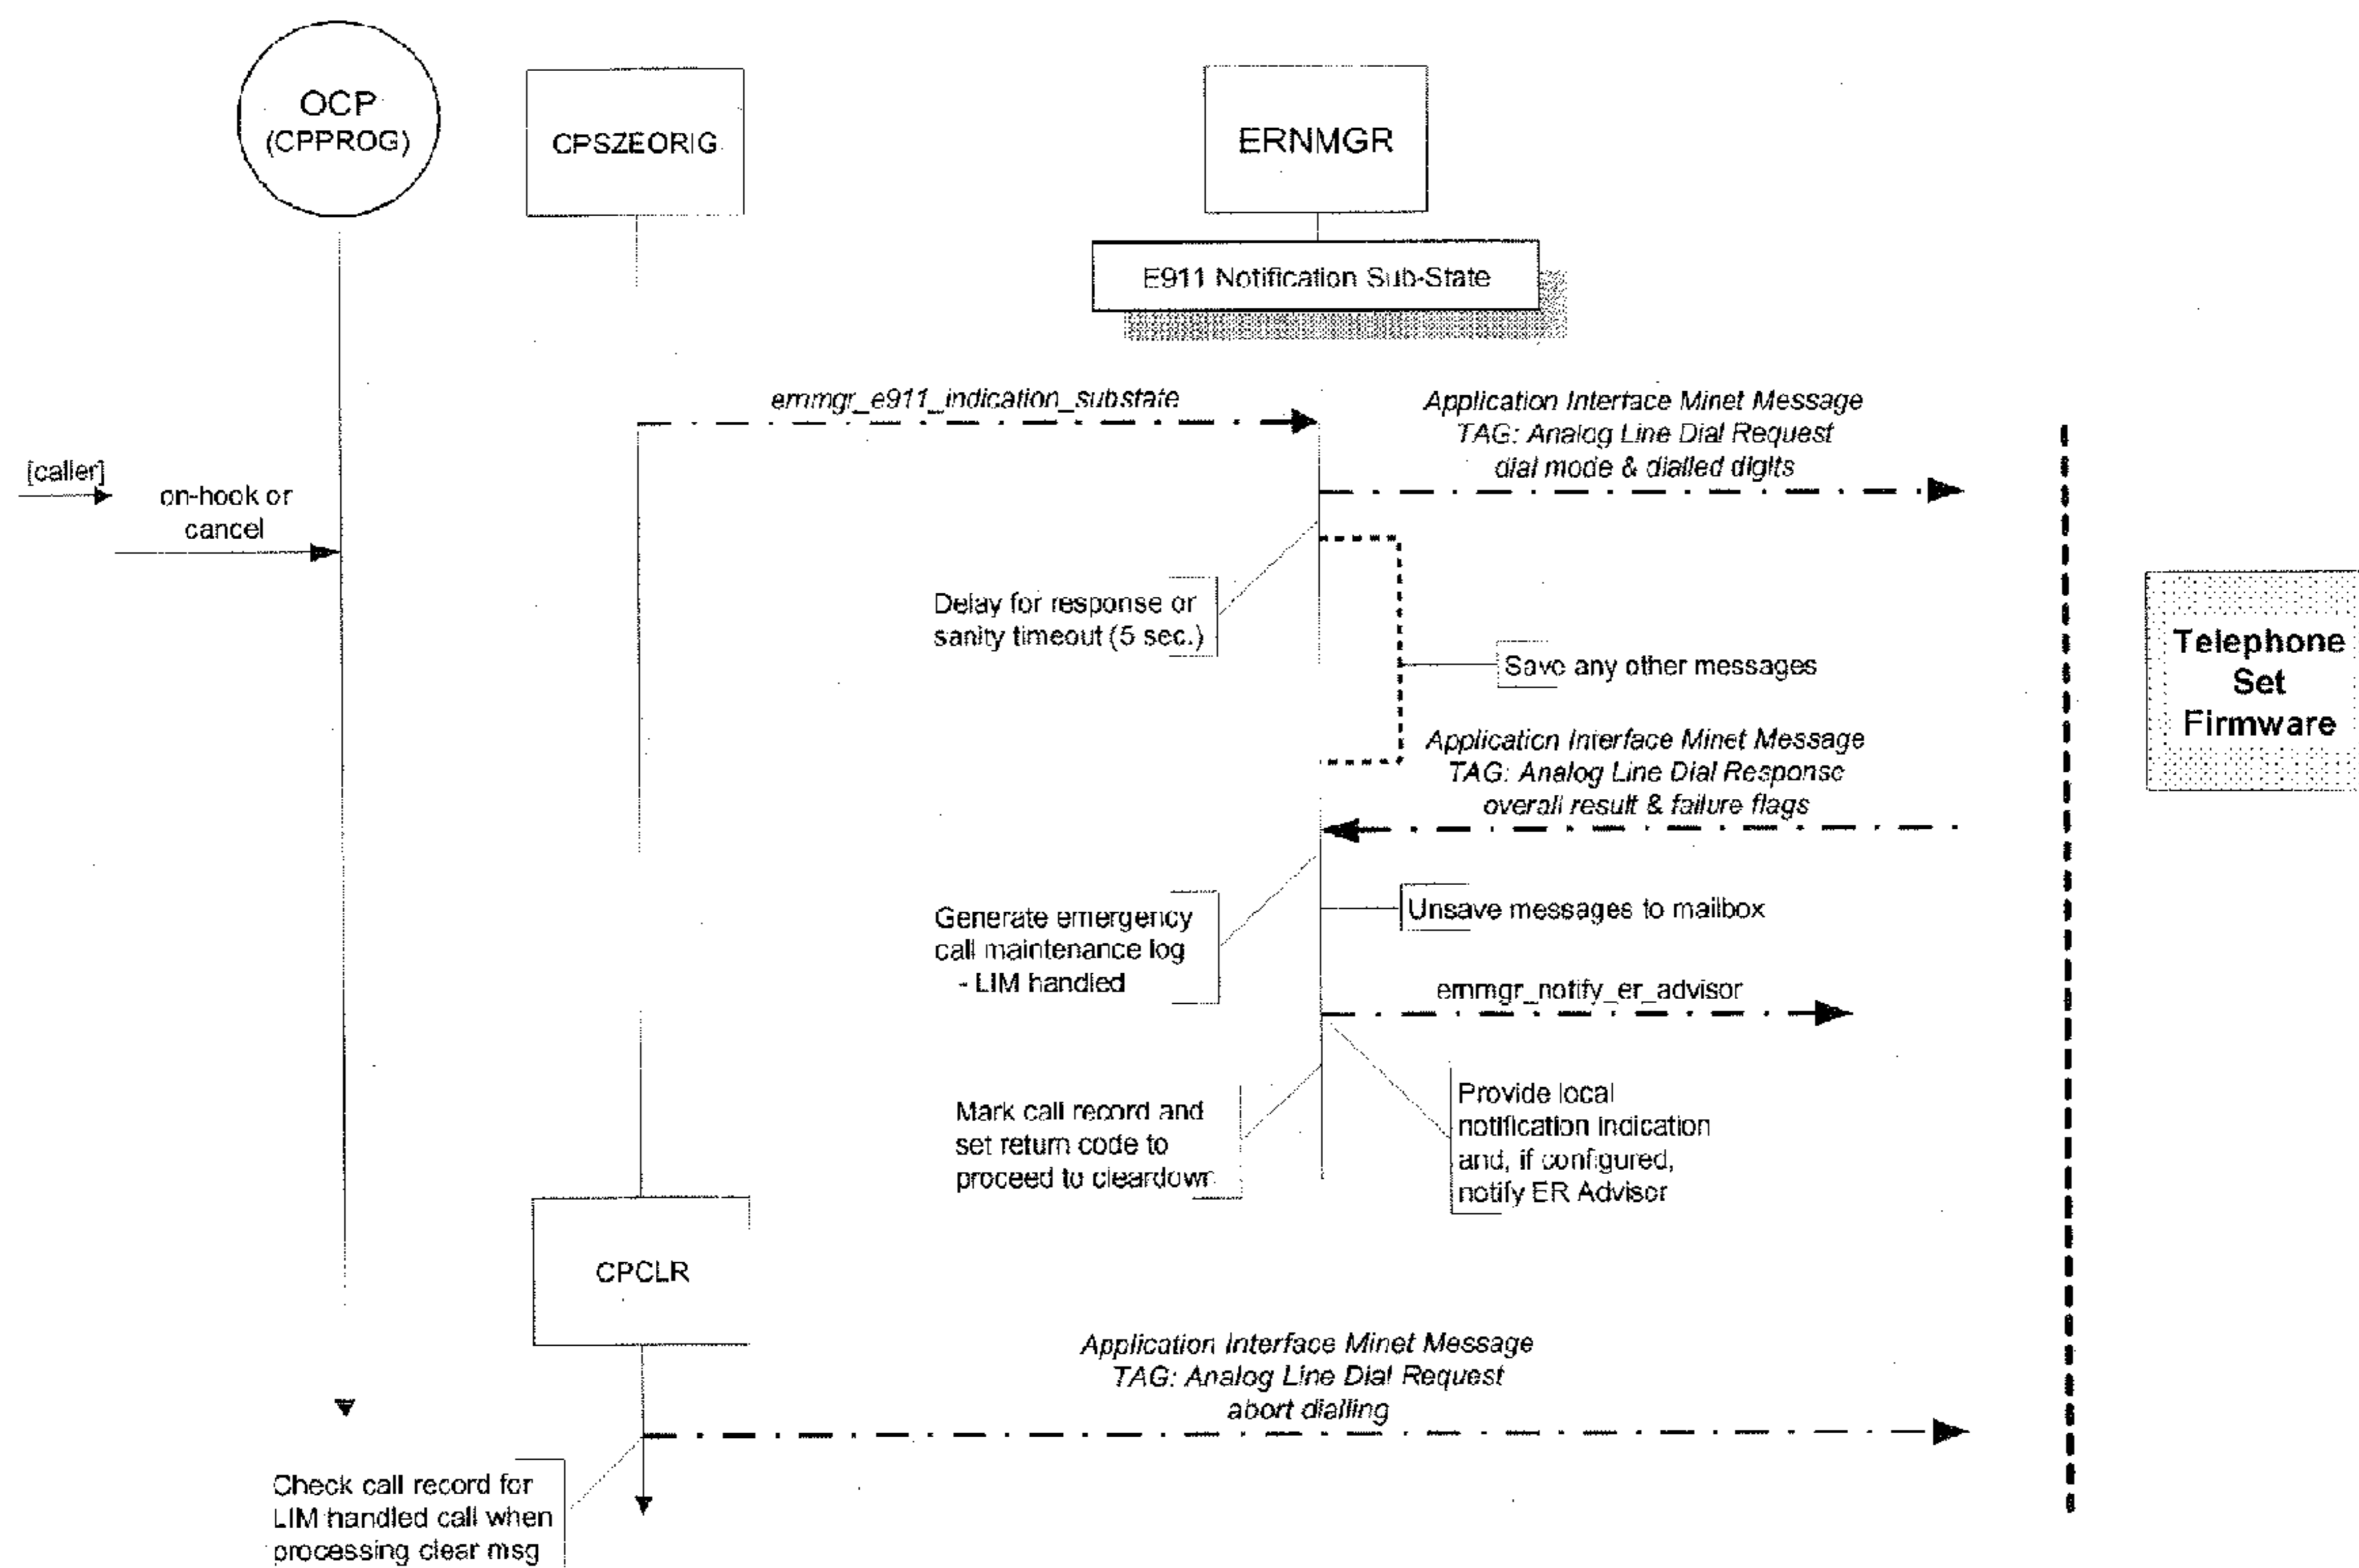 OCP
(CPPROG)
CPSZEORIG
ERNMGR
E911 Notification Sub-State
ernmgr_e911_indication_substate
Application Interface Minet Message
TAG: Analog Line Dial Request
dial mode & dialled digits
[caller]
on-hook or
cancel
Delay for response or
sanity timeout (5 sec.)
Save any other messages
Telephone
Set
Firmware
Application Interface Minet Message
TAG: Analog Line Dial Response
overall result & failure flags
Generate emergency
call maintenance log
- LIM handled
Unsave messages to mailbox
ernmgr_notify_er_advisor
Mark call record and
set return code to
proceed to cleardown
Provide local
notification indication
and, if configured,
notify ER Advisor
CPCLR
Application Interface Minet Message
TAG: Analog Line Dial Request
abort dialling
Check call record for
LIM handled call when
processing clear msg